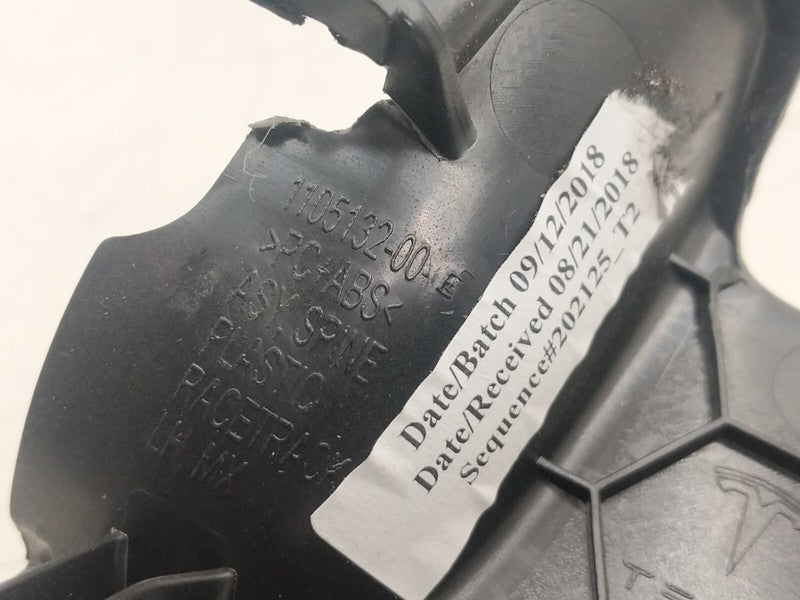 1105132-00-E
>PC+ABS<
ASY, SPINE
PLASTIC
RACETRACK
LH MX
Date/Batch 09/12/2018
Date/Received 08/21/2018
Sequence#202125_T2